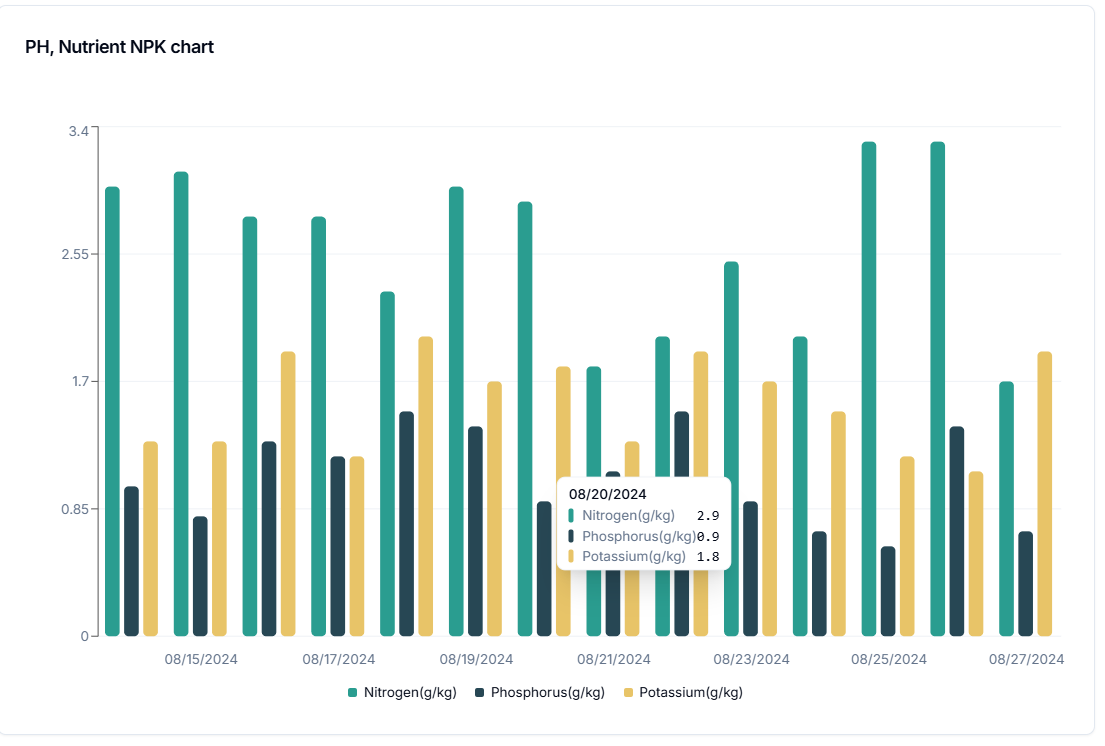 PH, Nutrient NPK chart
3.4
2.55
1.7
0.85
0
08/20/2024
Nitrogen(g/kg) 2.9
Phosphorus(g/kg) 0.9
Potassium(g/kg) 1.8
08/15/2024 08/17/2024 08/19/2024 08/21/2024 08/23/2024 08/25/2024 08/27/2024
Nitrogen(g/kg) Phosphorus(g/kg) Potassium(g/kg)